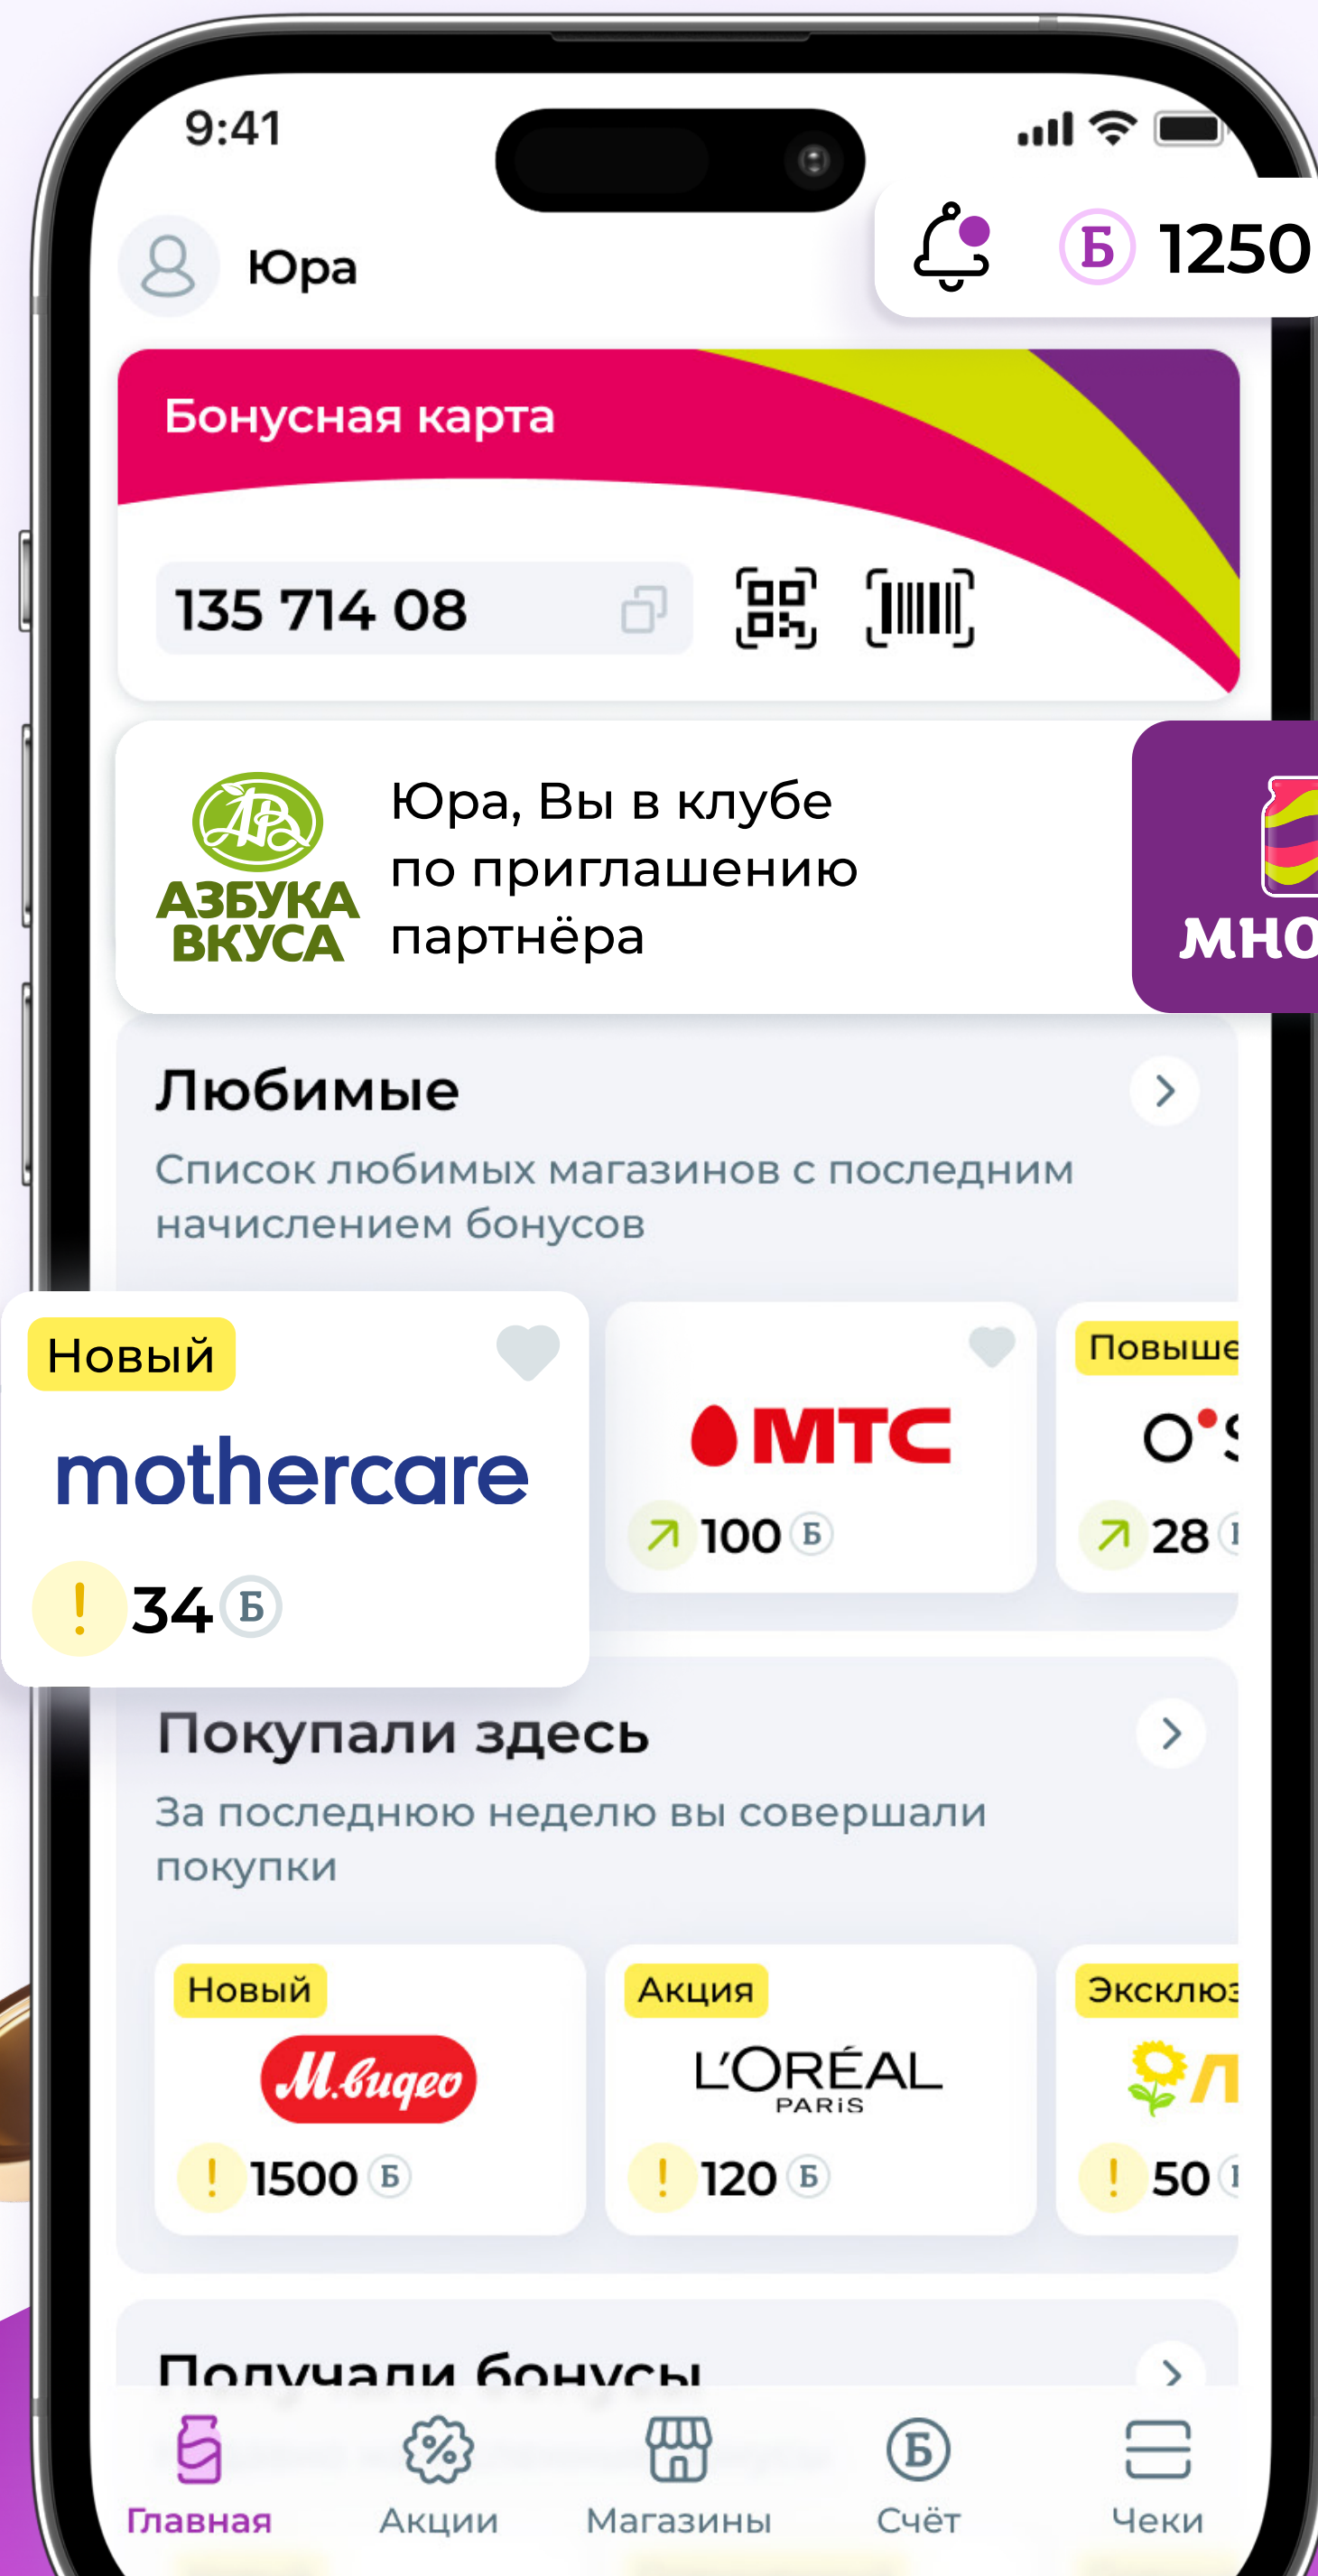 9:41
Юра
Б 1250
Бонусная карта
135 714 08
АЗБУКА
ВКУСА
Юра, Вы в клубе
по приглашению
партнёра
Любимые
Список любимых магазинов с последним
начислением бонусов
Новый
mothercare
! 34 Б
МТС
100 Б
28
Покупали здесь
За последнюю неделю вы совершали
покупки
Новый
М.видео
! 1500 Б
Акция
L'ORÉAL
PARiS
! 120 Б
! 50
Получали бонусы
Главная
Акции
Магазины
Счёт
Чеки